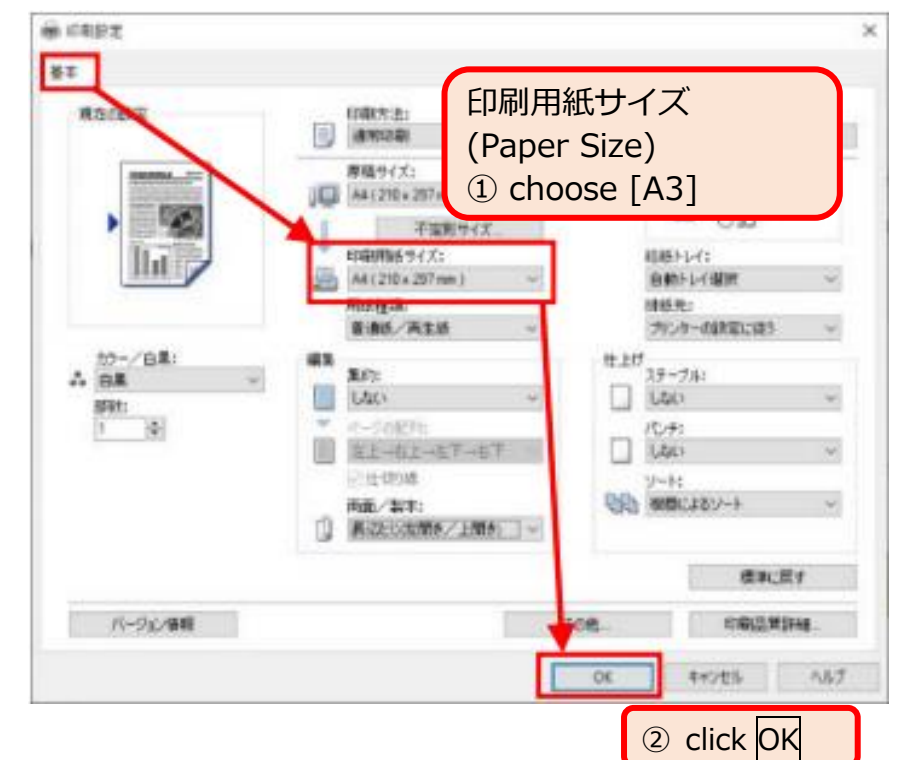 印刷設定
基本
現在の設定
印刷方法:
通常印刷
印刷用紙サイズ
(Paper Size)
① choose [A3]
原稿サイズ:
A4 ( 210 x 297
不定形サイズ...
印刷用紙サイズ:
A4 ( 210 x 297 mm )
用紙種類:
普通紙／再生紙
給紙トレイ:
自動トレイ選択
排紙先:
プリンターの設定に従う
カラー／白黒:
白黒
部数:
1
編集
集約:
しない
ページの配列:
左上→右上→左下→右下
仕切り線
両面／製本:
長辺とじ(左開き／上開き)
仕上げ
ステープル:
しない
パンチ:
しない
ソート:
機器によるソート
標準に戻す
バージョン情報
の他...
印刷品質詳細...
OK
キャンセル
ヘルプ
② click OK